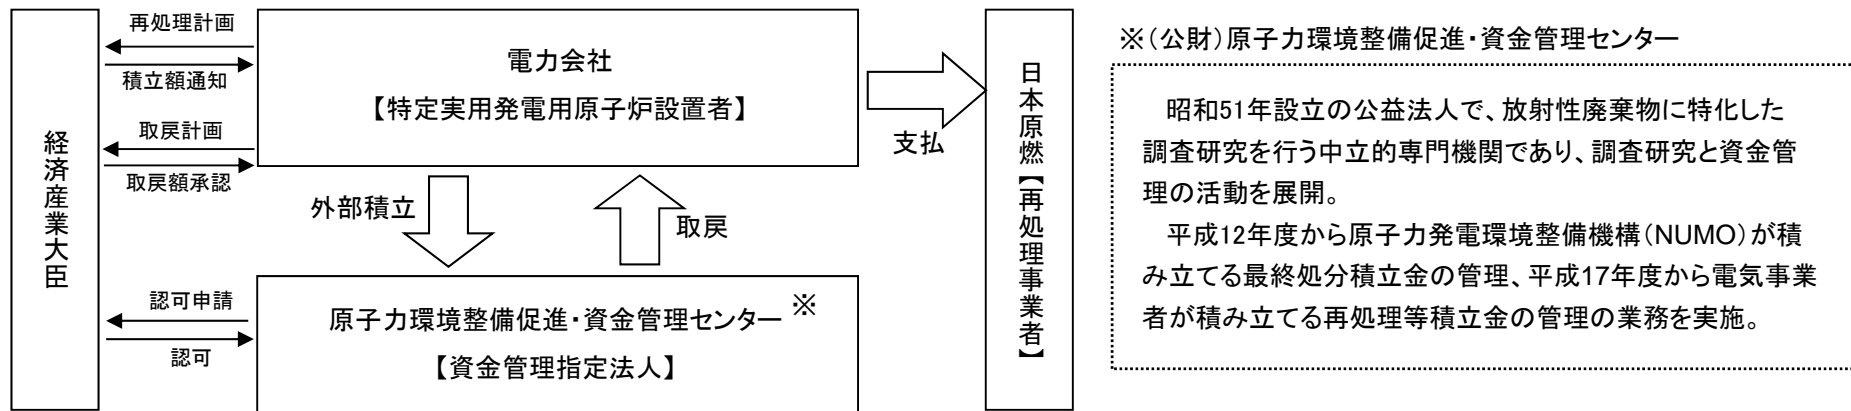 再処理計画
積立額通知
取戻計画
取戻額承認
経済産業大臣
認可申請
認可
電力会社
【特定実用発電用原子炉設置者】
外部積立
取戻
原子力環境整備促進・資金管理センター※
【資金管理指定法人】
支払
日本原燃【再処理事業者】
※（公財）原子力環境整備促進・資金管理センター
昭和51年設立の公益法人で、放射性廃棄物に特化した
調査研究を行う中立的専門機関であり、調査研究と資金管
理の活動を展開。
平成12年度から原子力発電環境整備機構（NUMO）が積
み立てる最終処分積立金の管理、平成17年度から電気事業
者が積み立てる再処理等積立金の管理の業務を実施。